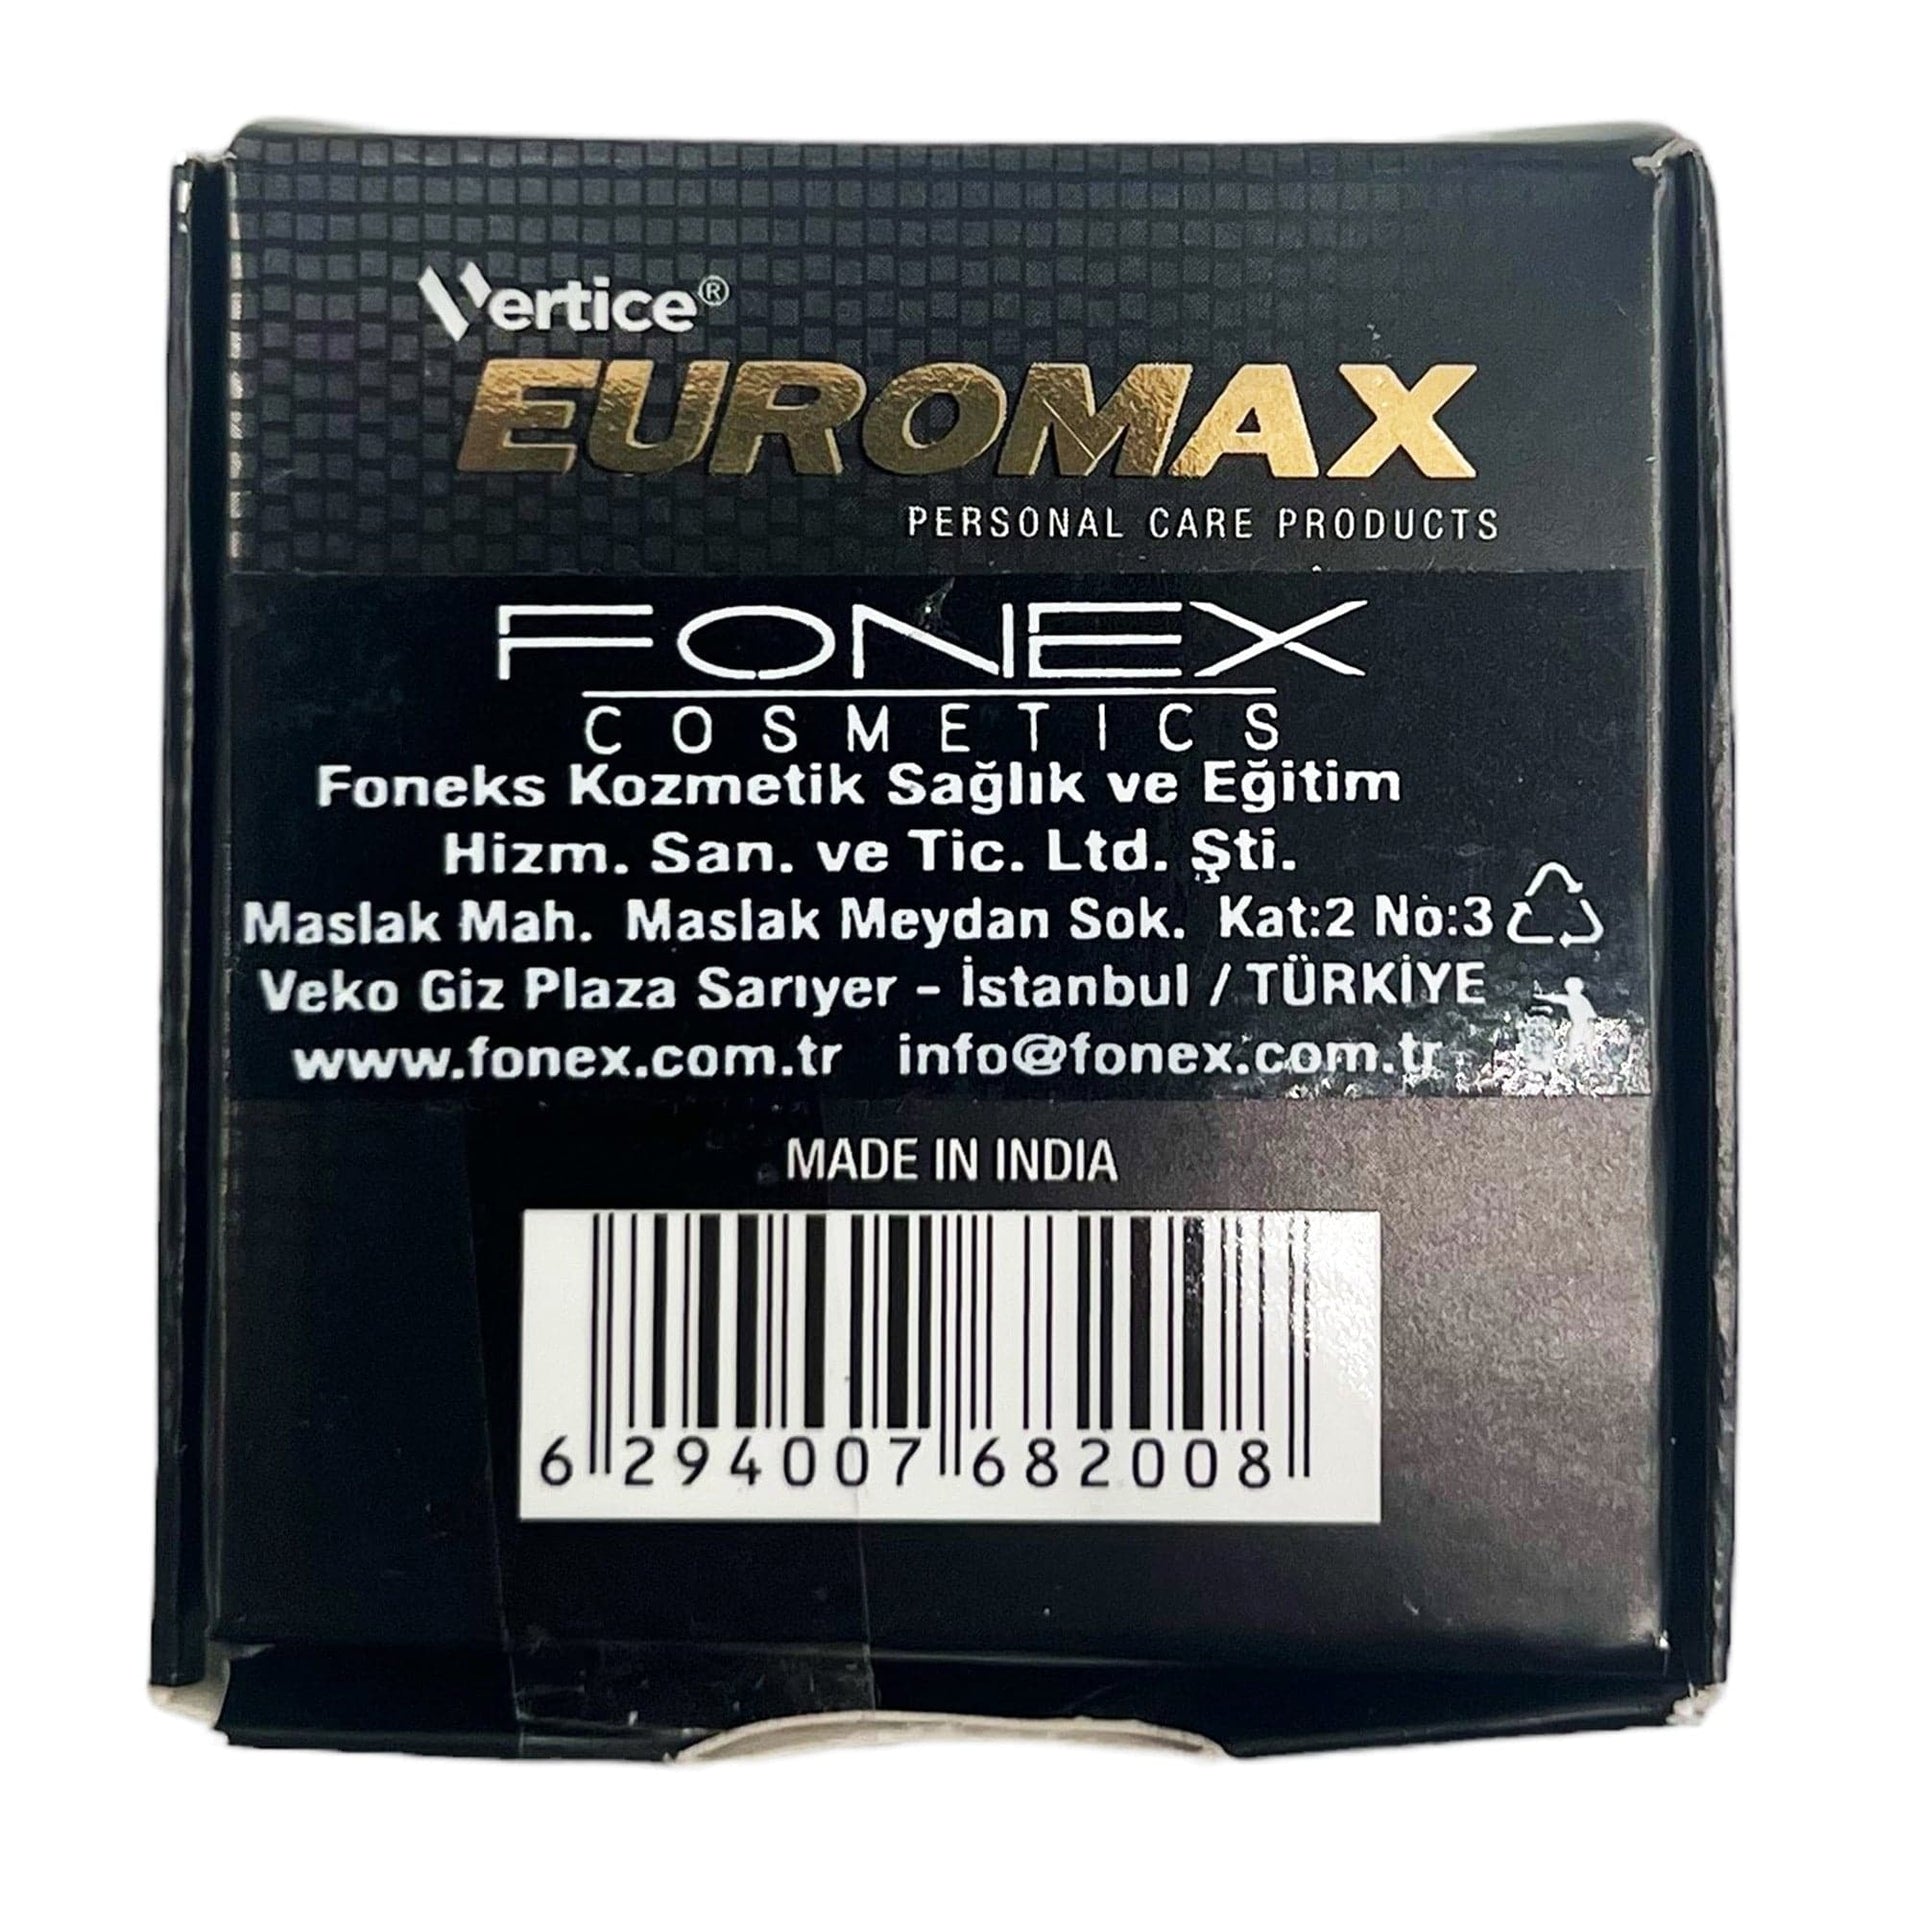 Vertice®
EUROMAX
PERSONAL CARE PRODUCTS
FONEX
COSMETICS
Foneks Kozmetik Sağlık ve Eğitim
Hizm. San. ve Tic. Ltd. Şti.
Maslak Mah. Maslak Meydan Sok. Kat:2 No:3
Veko Giz Plaza Sarıyer - İstanbul / TÜRKİYE
www.fonex.com.tr info@fonex.com.tr
MADE IN INDIA
6 294007 682008